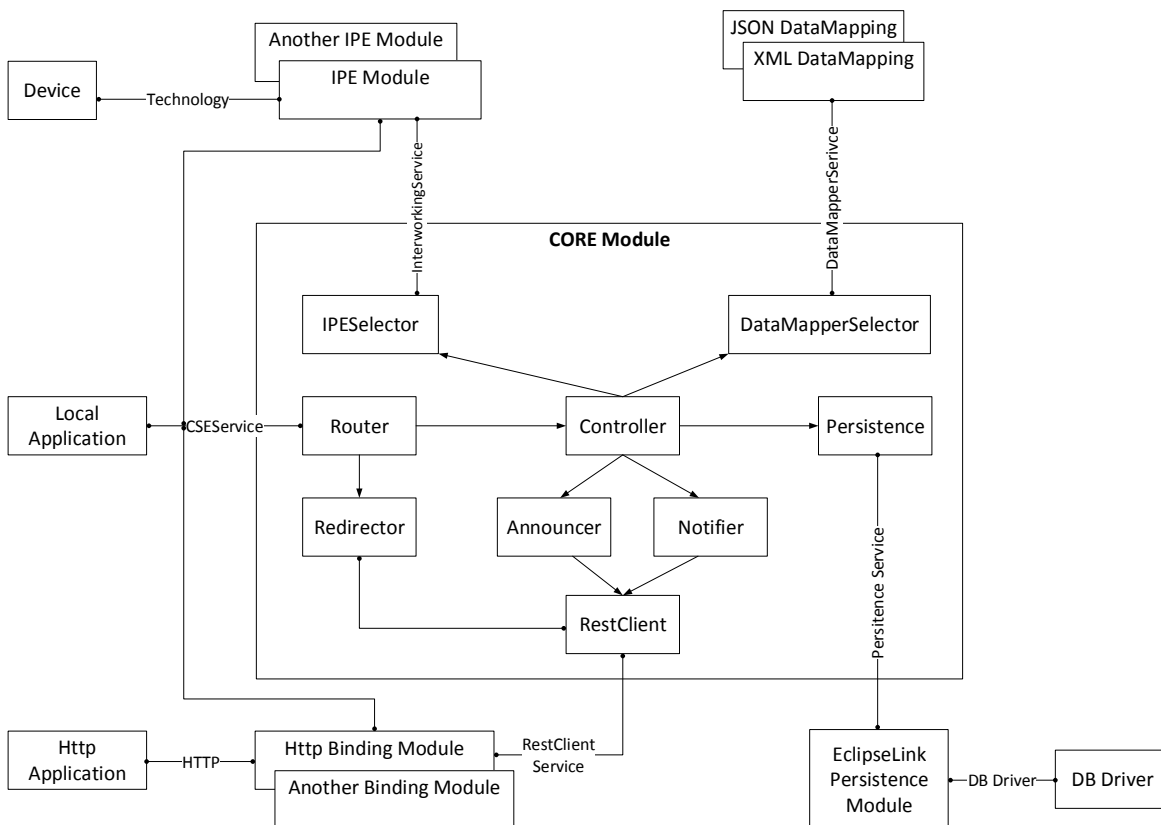 JSON DataMapping
Another IPE Module
XML DataMapping
IPE Module
Device
Technology
InterworkingService
DataMapperSerivce
CORE Module
IPESelector
DataMapperSelector
Local
Application
CSEService
Router
Controller
Persistence
Redirector
Announcer
Notifier
Persitence Service
RestClient
Http
Application
HTTP
Http Binding Module
Another Binding Module
RestClient
Service
EclipseLink
Persistence
Module
DB Driver
DB Driver